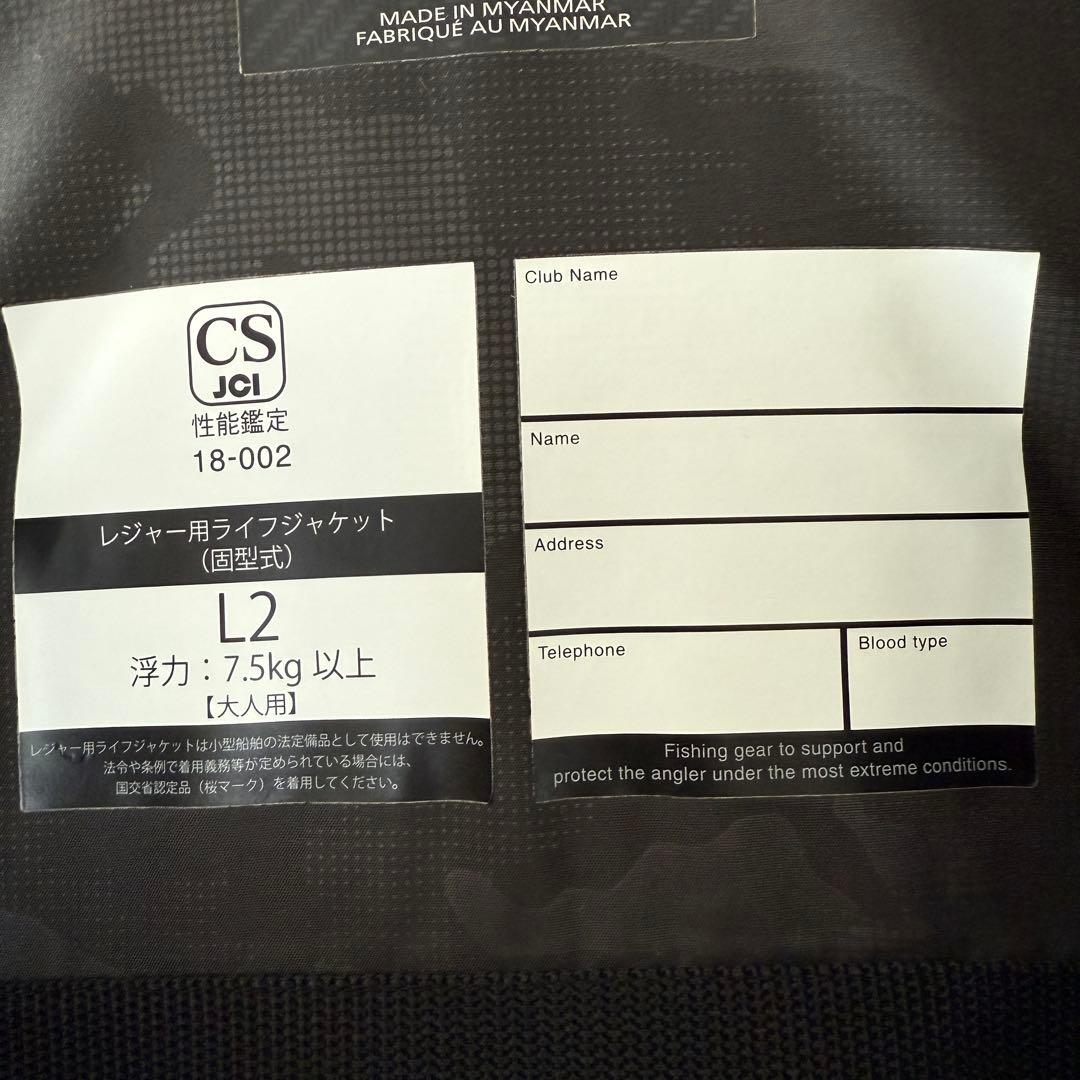 MADE IN MYANMAR
FABRIQUÉ AU MYANMAR
CS
JCI
性能鑑定
18-002
レジャー用ライフジャケット
(固型式)
L2
浮力：7.5kg 以上
【大人用】
レジャー用ライフジャケットは小型船舶の法定備品として使用はできません。
法令や条例で着用義務等が定められている場合には、
国交省認定品（桜マーク）を着用してください。
Club Name
Name
Address
Telephone
Blood type
Fishing gear to support and
protect the angler under the most extreme conditions.